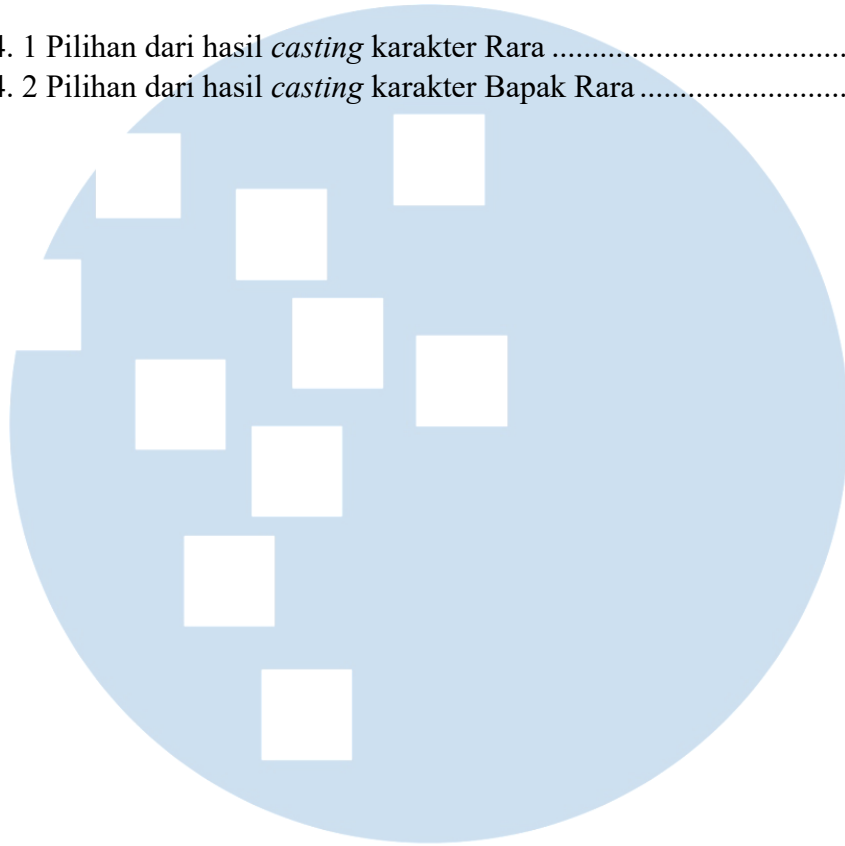 4. 1 Pilihan dari hasil casting karakter Rara ....................................
4. 2 Pilihan dari hasil casting karakter Bapak Rara .........................